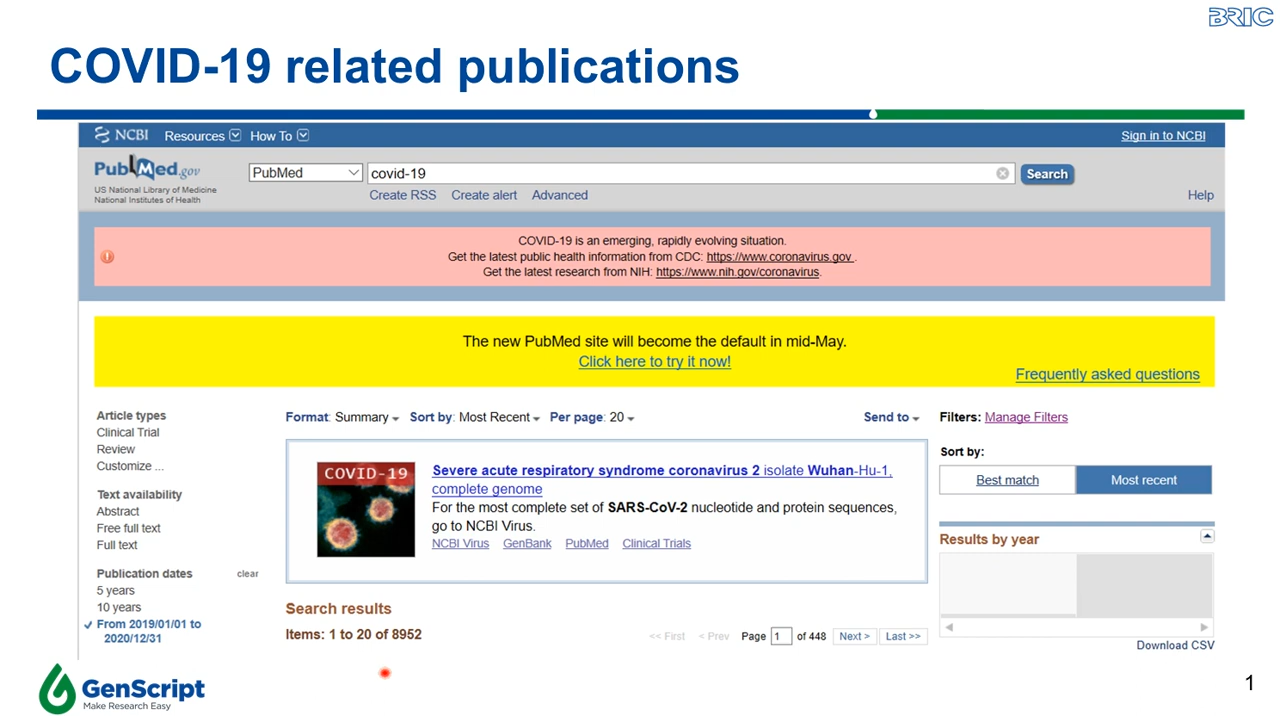 BRIC
COVID-19 related publications
NCBI Resources How To Sign in to NCBI
PubMed.gov
US National Library of Medicine
National Institutes of Health
PubMed covid-19 Search
Create RSS Create alert Advanced Help
COVID-19 is an emerging, rapidly evolving situation.
Get the latest public health information from CDC: https://www.coronavirus.gov .
Get the latest research from NIH: https://www.nih.gov/coronavirus.
The new PubMed site will become the default in mid-May.
Click here to try it now!
Frequently asked questions
Article types
Clinical Trial
Review
Customize ...
Text availability
Abstract
Free full text
Full text
Publication dates clear
5 years
10 years
From 2019/01/01 to
2020/12/31
Format: Summary Sort by: Most Recent Per page: 20 Send to
COVID-19
Severe acute respiratory syndrome coronavirus 2 isolate Wuhan-Hu-1,
complete genome
For the most complete set of SARS-CoV-2 nucleotide and protein sequences,
go to NCBI Virus.
NCBI Virus GenBank PubMed Clinical Trials
Search results
Items: 1 to 20 of 8952
<< First < Prev Page 1 of 448 Next > Last >>
Filters: Manage Filters
Sort by:
Best match Most recent
Results by year
Download CSV
GenScript
Make Research Easy
1